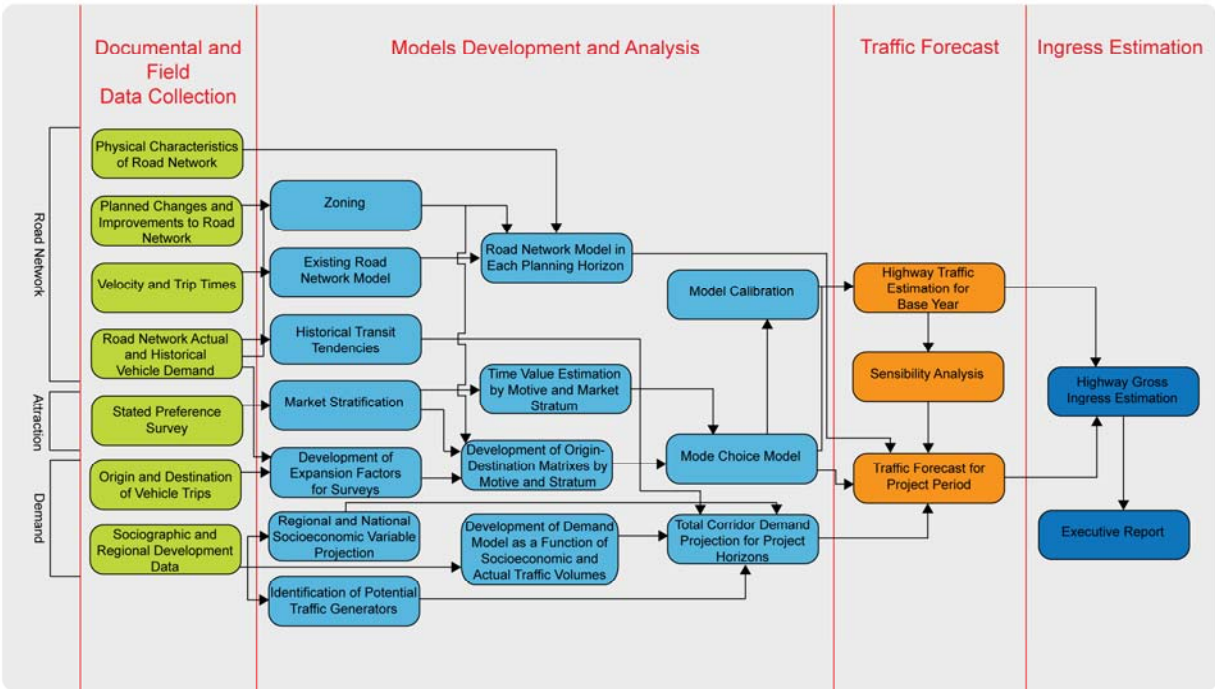 Documental and
Field
Data Collection
Models Development and Analysis
Traffic Forecast
Ingress Estimation
Road Network
Attraction
Demand
Physical Characteristics
of Road Network
Planned Changes and
Improvements to Road
Network
Velocity and Trip Times
Road Network Actual
and Historical
Vehicle Demand
Stated Preference
Survey
Origin and Destination
of Vehicle Trips
Sociographic and
Regional Development
Data
Zoning
Existing Road
Network Model
Historical Transit
Tendencies
Market Stratification
Development of
Expansion Factors
for Surveys
Regional and National
Socioeconomic Variable
Projection
Identification of Potential
Traffic Generators
Road Network Model in
Each Planning Horizon
Time Value Estimation
by Motive and Market
Stratum
Development of Origin-
Destination Matrixes by
Motive and Stratum
Development of Demand
Model as a Function of
Socioeconomic and
Actual Traffic Volumes
Model Calibration
Mode Choice Model
Total Corridor Demand
Projection for Project
Horizons
Highway Traffic
Estimation for
Base Year
Sensibility Analysis
Traffic Forecast for
Project Period
Highway Gross
Ingress Estimation
Executive Report